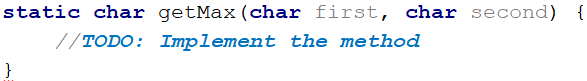 static char getMax(char first, char second) {
    //TODO: Implement the method
}